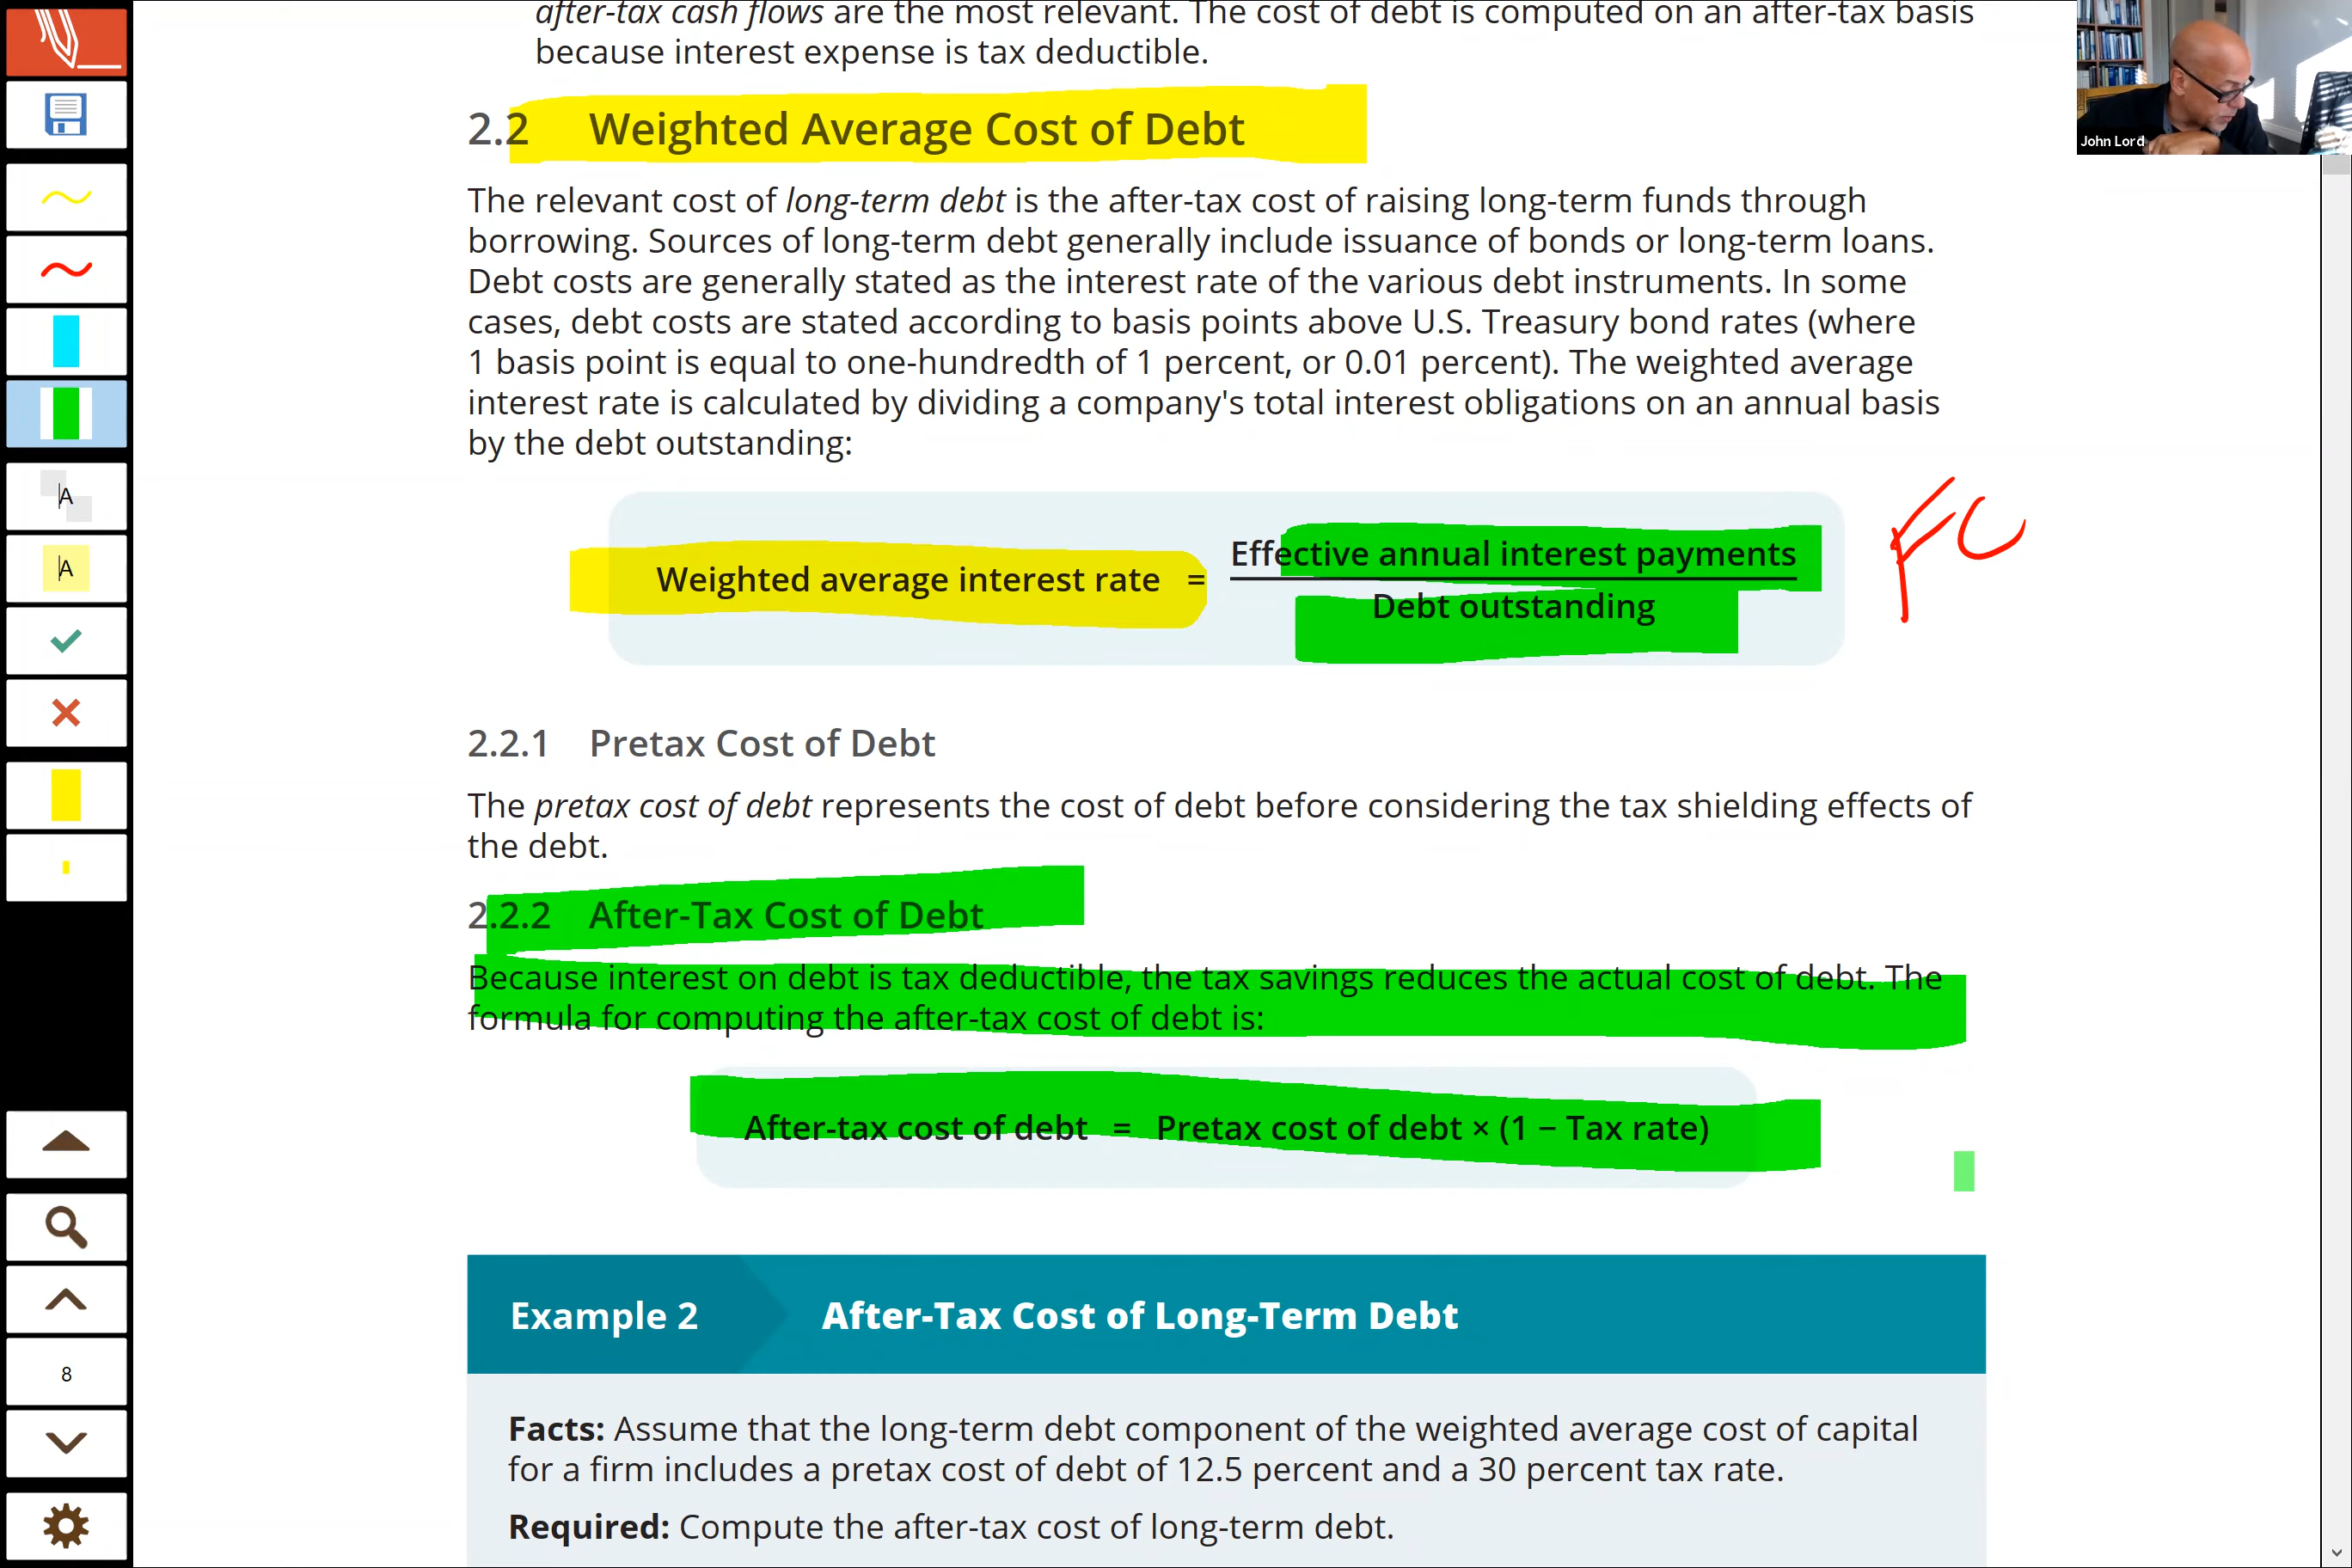 after-tax cash flows are the most relevant. The cost of debt is computed on an after-tax basis
because interest expense is tax deductible.
John Lord
2.2 Weighted Average Cost of Debt
The relevant cost of long-term debt is the after-tax cost of raising long-term funds through
borrowing. Sources of long-term debt generally include issuance of bonds or long-term loans.
Debt costs are generally stated as the interest rate of the various debt instruments. In some
cases, debt costs are stated according to basis points above U.S. Treasury bond rates (where
1 basis point is equal to one-hundredth of 1 percent, or 0.01 percent). The weighted average
interest rate is calculated by dividing a company's total interest obligations on an annual basis
by the debt outstanding:
Weighted average interest rate = Effective annual interest payments
Debt outstanding
FC
2.2.1 Pretax Cost of Debt
The pretax cost of debt represents the cost of debt before considering the tax shielding effects of
the debt.
2.2.2 After-Tax Cost of Debt
Because interest on debt is tax deductible, the tax savings reduces the actual cost of debt. The
formula for computing the after-tax cost of debt is:
After-tax cost of debt = Pretax cost of debt × (1 − Tax rate)
Example 2 After-Tax Cost of Long-Term Debt
Facts: Assume that the long-term debt component of the weighted average cost of capital
for a firm includes a pretax cost of debt of 12.5 percent and a 30 percent tax rate.
Required: Compute the after-tax cost of long-term debt.
A
A
8